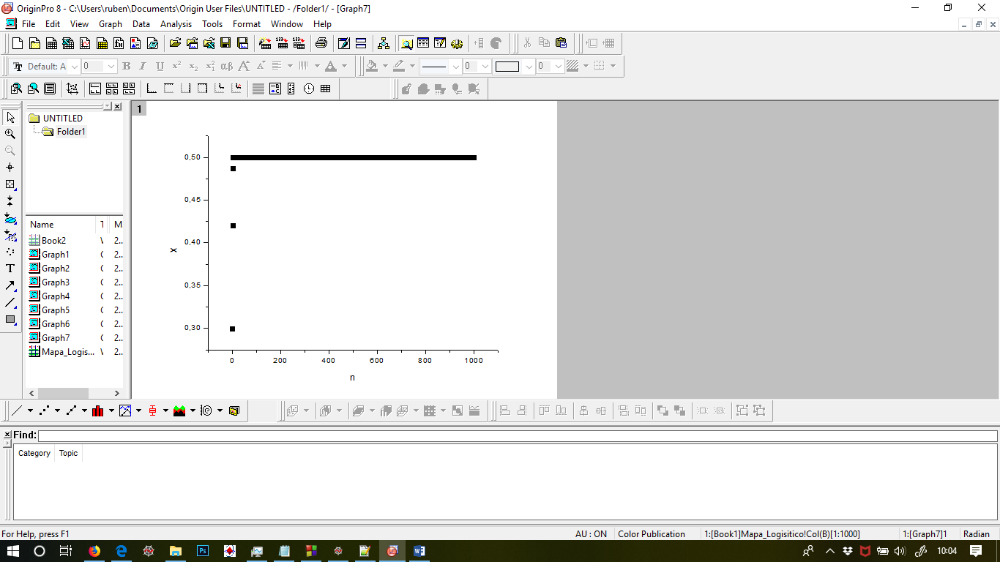 OriginPro 8 - C:\Users\ruben\Documents\Origin User Files\UNTITLED - /Folder1/ - [Graph7]
File Edit View Graph Data Analysis Tools Format Window Help
Default: A 0 B I U x² x₂ αβ A A A 0 0
UNTITLED
Folder1
Name T M
Book2 2..
Graph1 2..
Graph2 2..
Graph3 2..
Graph4 2..
Graph5 2..
Graph6 2..
Graph7 2..
Mapa_Logis... 2..
1
0,50
0,45
0,40
x
0,35
0,30
0 200 400 600 800 1000
n
Find:
Category Topic
For Help, press F1 AU : ON Color Publication 1:[Book1]Mapa_Logisitico!Col(B)[1:1000] 1:[Graph7]1 Radian
10:04